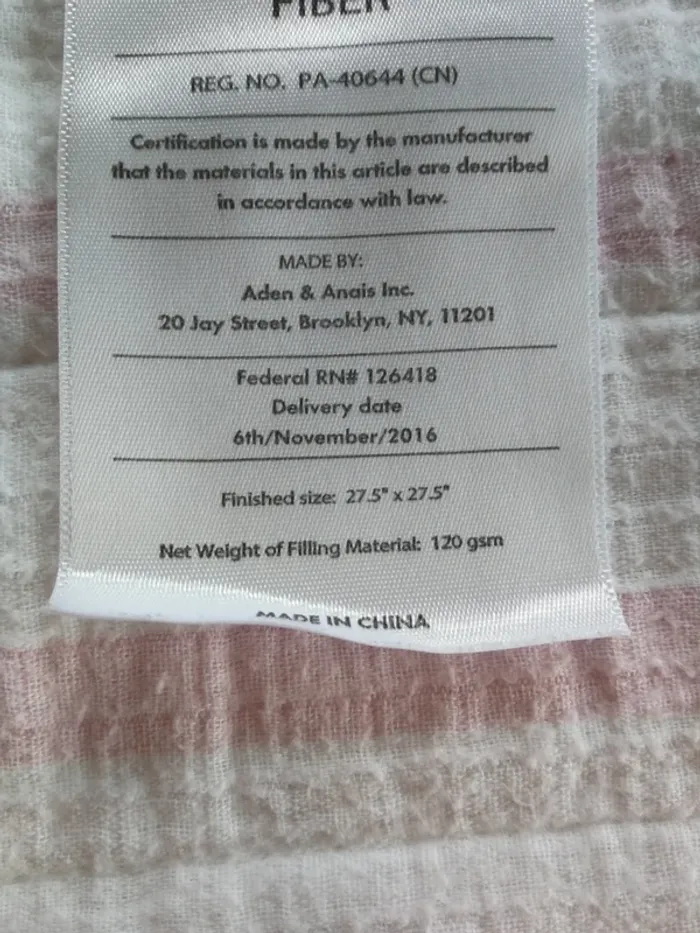 FIBER
REG. NO. PA-40644 (CN)
Certification is made by the manufacturer
that the materials in this article are described
in accordance with law.
MADE BY:
Aden & Anais Inc.
20 Jay Street, Brooklyn, NY, 11201
Federal RN# 126418
Delivery date
6th/November/2016
Finished size: 27.5" x 27.5"
Net Weight of Filling Material: 120 gsm
MADE IN CHINA